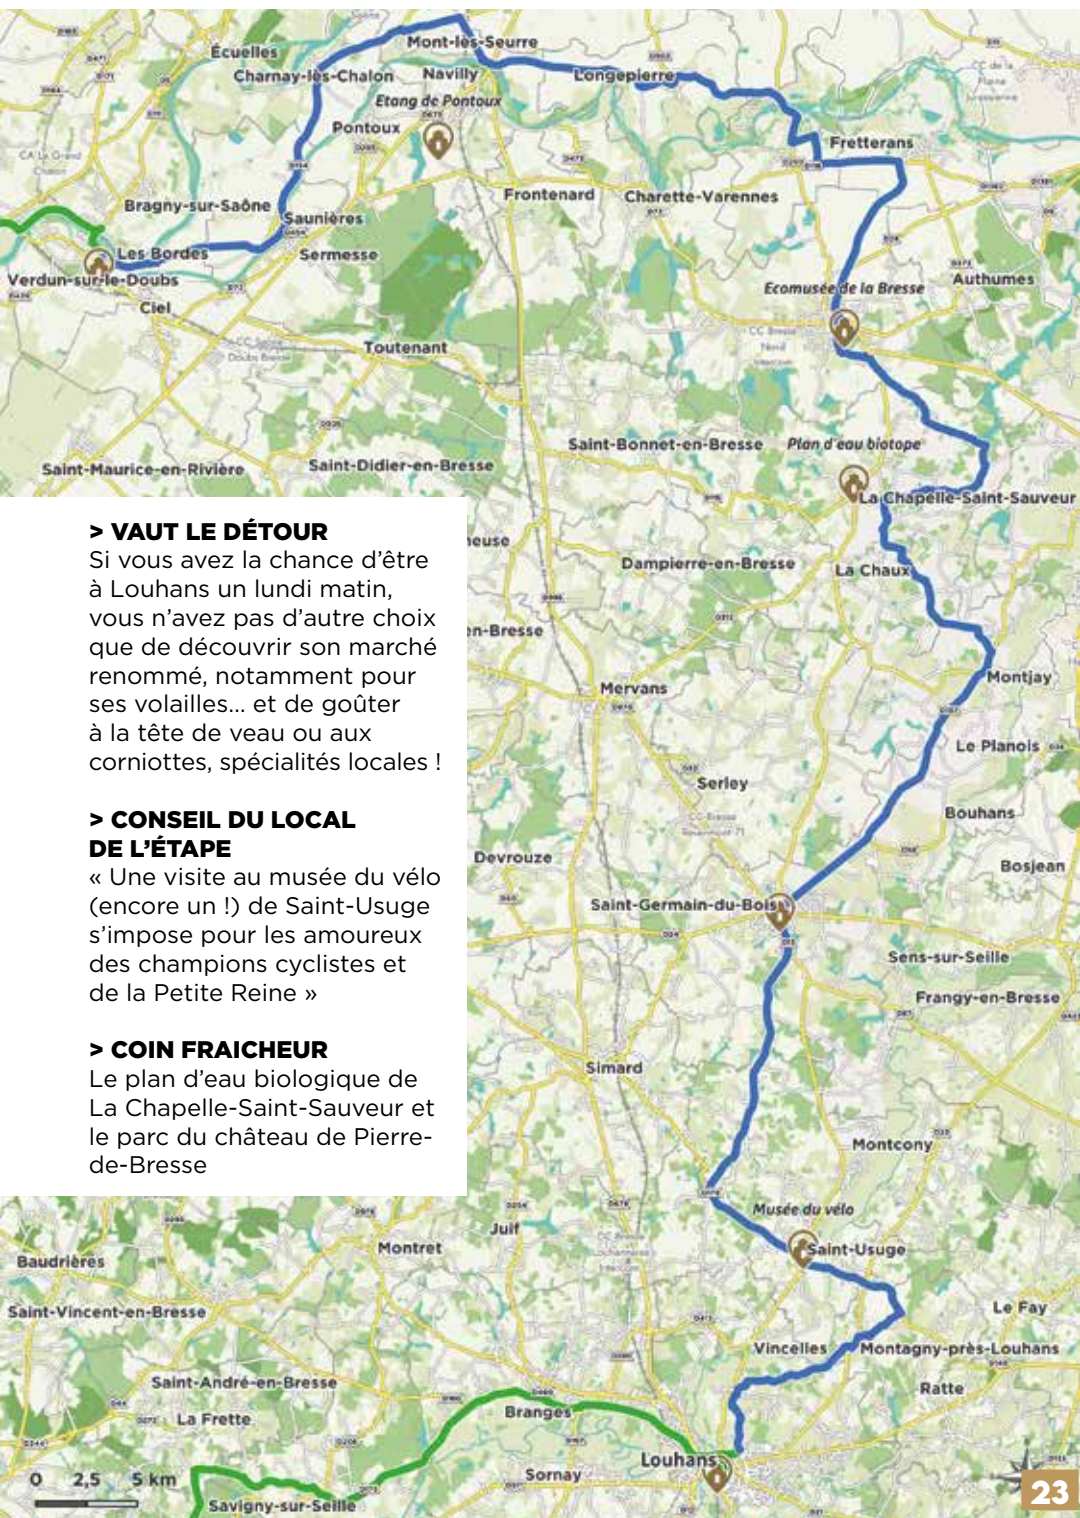 Écuelles
Mont-lès-Seurre
Charnay-lès-Chalon
Navilly
Longepierre
Etang de Pontoux
Pontoux
Fretterans
Frontenard
Charette-Varennes
Bragny-sur-Saône
Saunières
Les Bordes
Sermesse
Verdun-sur-le-Doubs
Ciel
Ecomusée de la Bresse
Authumes
Toutenant
Saint-Bonnet-en-Bresse
Plan d'eau biotope
Saint-Maurice-en-Rivière
Saint-Didier-en-Bresse
La Chapelle-Saint-Sauveur
> VAUT LE DÉTOUR
Si vous avez la chance d'être
à Louhans un lundi matin,
vous n'avez pas d'autre choix
que de découvrir son marché
renommé, notamment pour
ses volailles... et de goûter
à la tête de veau ou aux
corniottes, spécialités locales !
> CONSEIL DU LOCAL
DE L'ÉTAPE
« Une visite au musée du vélo
(encore un !) de Saint-Usuge
s'impose pour les amoureux
des champions cyclistes et
de la Petite Reine »
> COIN FRAICHEUR
Le plan d'eau biologique de
La Chapelle-Saint-Sauveur et
le parc du château de Pierre-
de-Bresse
euse
Dampierre-en-Bresse
La Chaux
en-Bresse
Mervans
Montjay
Le Planois
Serley
Bouhans
Devrouze
Bosjean
Saint-Germain-du-Bois
Sens-sur-Seille
Frangy-en-Bresse
Simard
Montcony
Musée du vélo
Juif
Saint-Usuge
Montret
Baudrières
Saint-Vincent-en-Bresse
Le Fay
Vincelles
Montagny-près-Louhans
Saint-André-en-Bresse
Ratte
La Frette
Branges
Louhans
Sornay
0 2,5 5 km
Savigny-sur-Seille
23